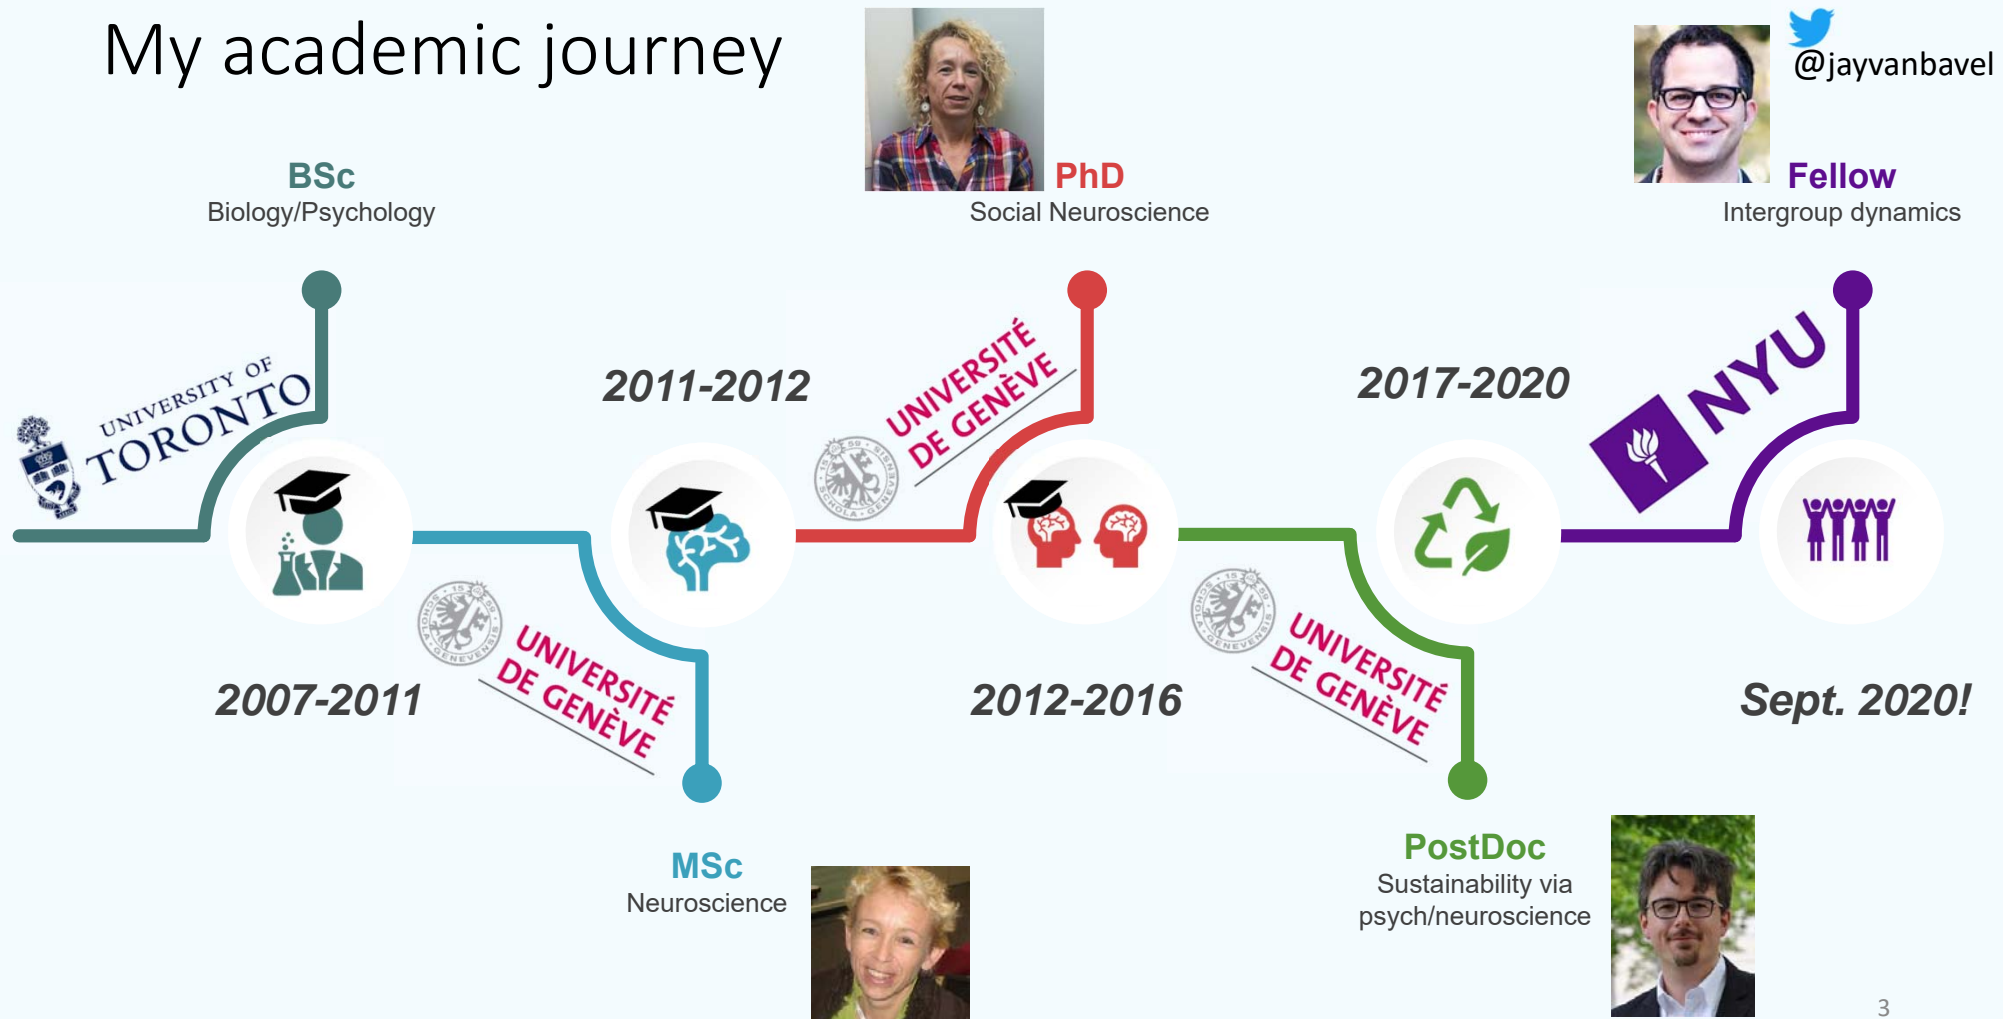 My academic journey
@jayvanbavel
BSc
Biology/Psychology
PhD
Social Neuroscience
Fellow
Intergroup dynamics
UNIVERSITY OF
TORONTO
2011-2012
UNIVERSITÉ
DE GENÈVE
2017-2020
NYU
2007-2011
UNIVERSITÉ
DE GENÈVE
2012-2016
UNIVERSITÉ
DE GENÈVE
Sept. 2020!
MSc
Neuroscience
PostDoc
Sustainability via
psych/neuroscience
3